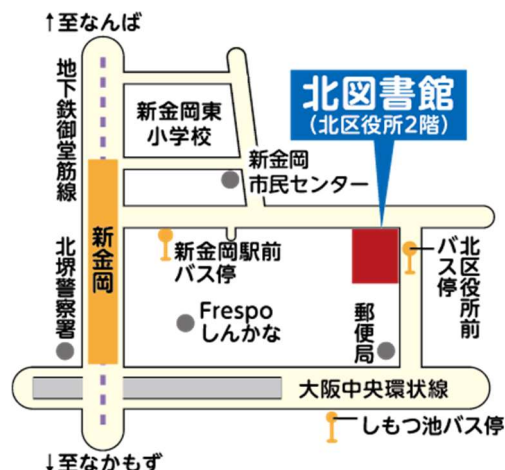 ↑至なんば
地下鉄御堂筋線
新金岡東
小学校
北図書館
(北区役所2階)
新金岡
市民センター
新金岡
新金岡駅前
バス停
北区役所前
バス停
北堺警察署
Frespo
しんかな
郵便局
大阪中央環状線
しもつ池バス停
↓至なかもず